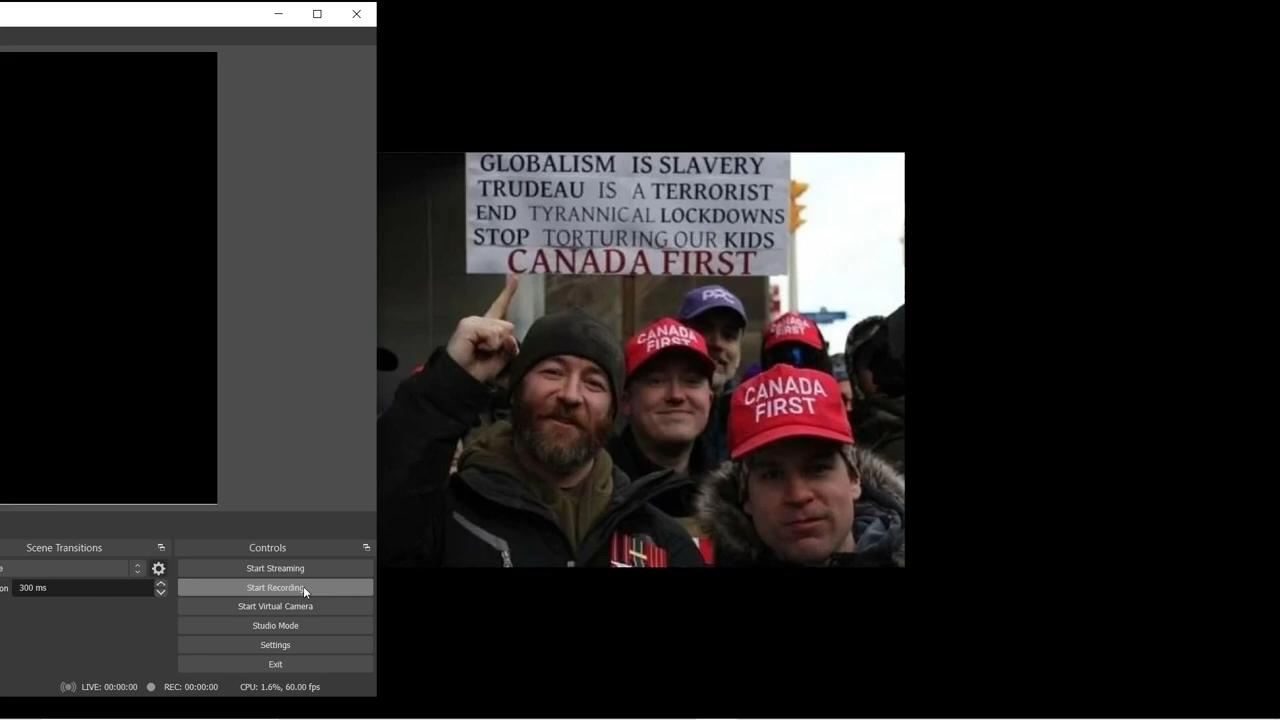 GLOBALISM IS SLAVERY
TRUDEAU IS A TERRORIST
END TYRANNICAL LOCKDOWNS
STOP TORTURING OUR KIDS
CANADA FIRST
PPC
CANADA
FIRST
CANADA
FIRST
CANADA
FIRST
Scene Transitions
Controls
Start Streaming
300 ms
Start Recording
Start Virtual Camera
Studio Mode
Settings
Exit
LIVE: 00:00:00 REC: 00:00:00 CPU: 1.6%, 60.00 fps